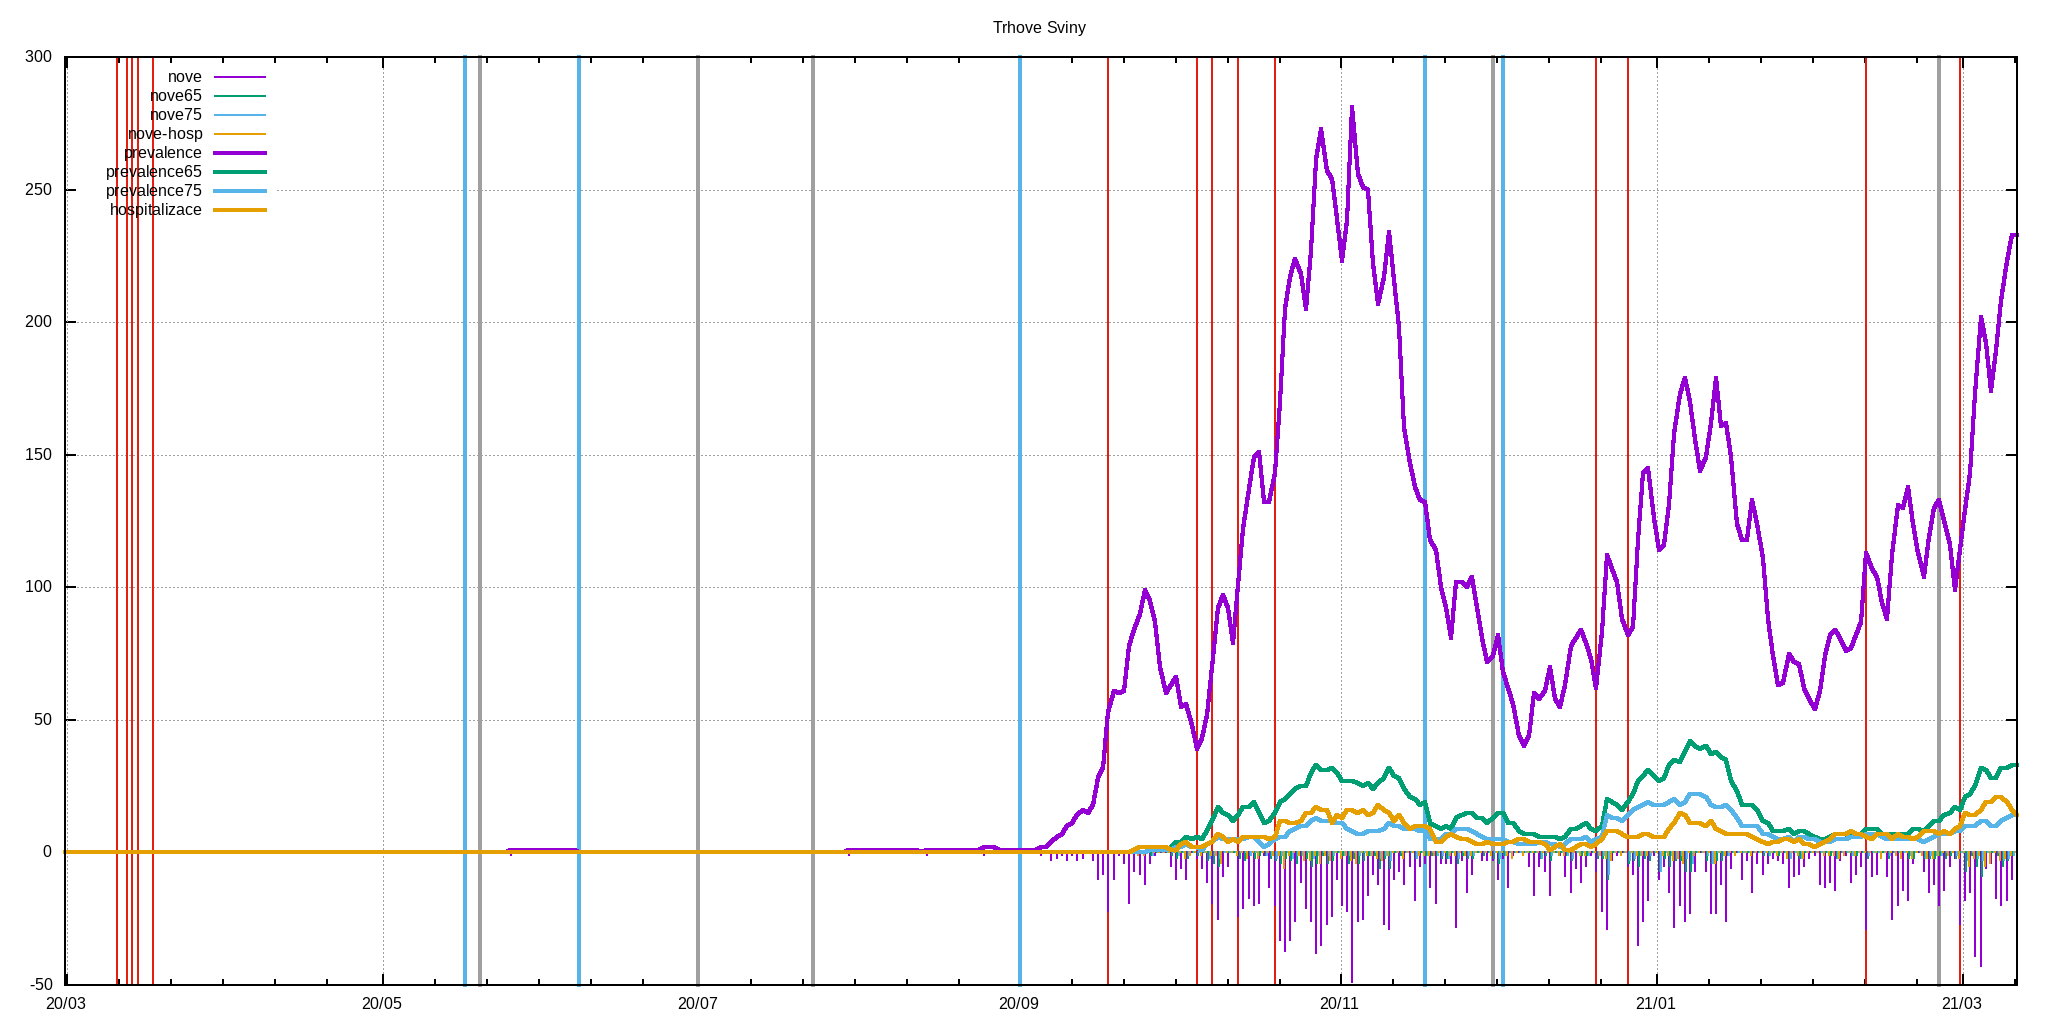 Trhove Sviny
300
250
200
150
100
50
0
-50
nove
nove65
nove75
nove-hosp
prevalence
prevalence65
prevalence75
hospitalizace
20/03 20/05 20/07 20/09 20/11 21/01 21/03